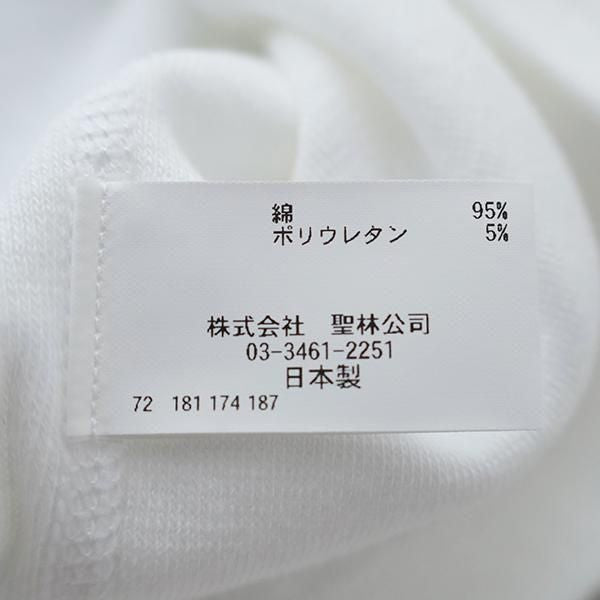 綿 95%
ポリウレタン 5%
株式会社 聖林公司
03-3461-2251
日本製
72 181 174 187